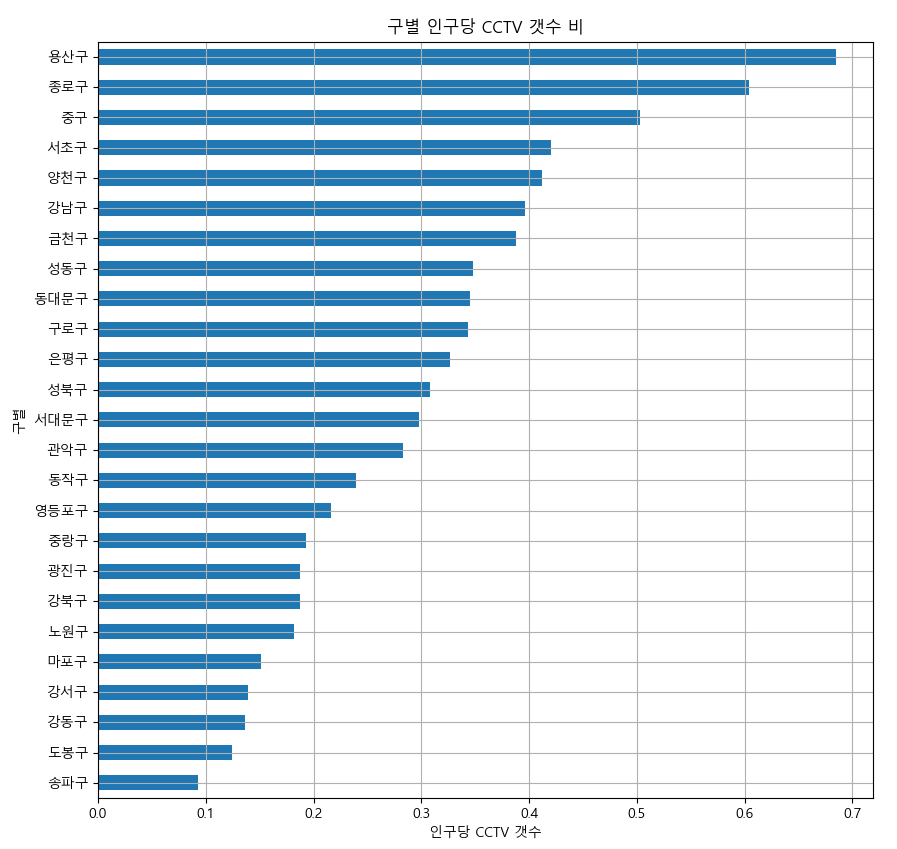 구별 인구당 CCTV 갯수 비
용산구
종로구
중구
서초구
양천구
강남구
금천구
성동구
동대문구
구로구
은평구
성북구
구별
서대문구
관악구
동작구
영등포구
중랑구
광진구
강북구
노원구
마포구
강서구
강동구
도봉구
송파구
0.0 0.1 0.2 0.3 0.4 0.5 0.6 0.7
인구당 CCTV 갯수